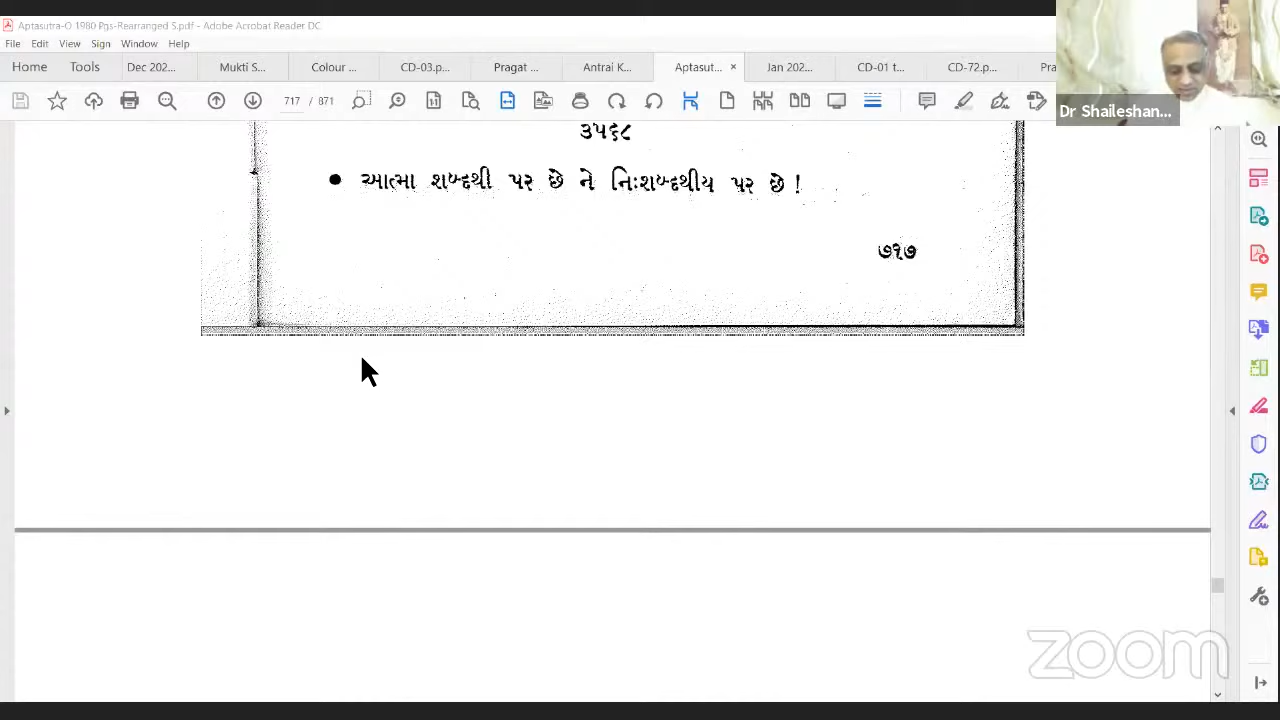 Aptasutra-O 1980 Pgs-Rearranged S.pdf - Adobe Acrobat Reader DC
File Edit View Sign Window Help
Home Tools Dec 202... Mukti S... Colour ... CD-03.p... Pragat ... Antrai K... Aptasut... × Jan 202... CD-01 t... CD-72.p... Pra
717 / 871
Dr Shaileshan...
૩૫૬૮
● આત્મા શબ્દથી પર છે ને નિઃશબ્દથીય પર છે !
૭૧૭
zoom